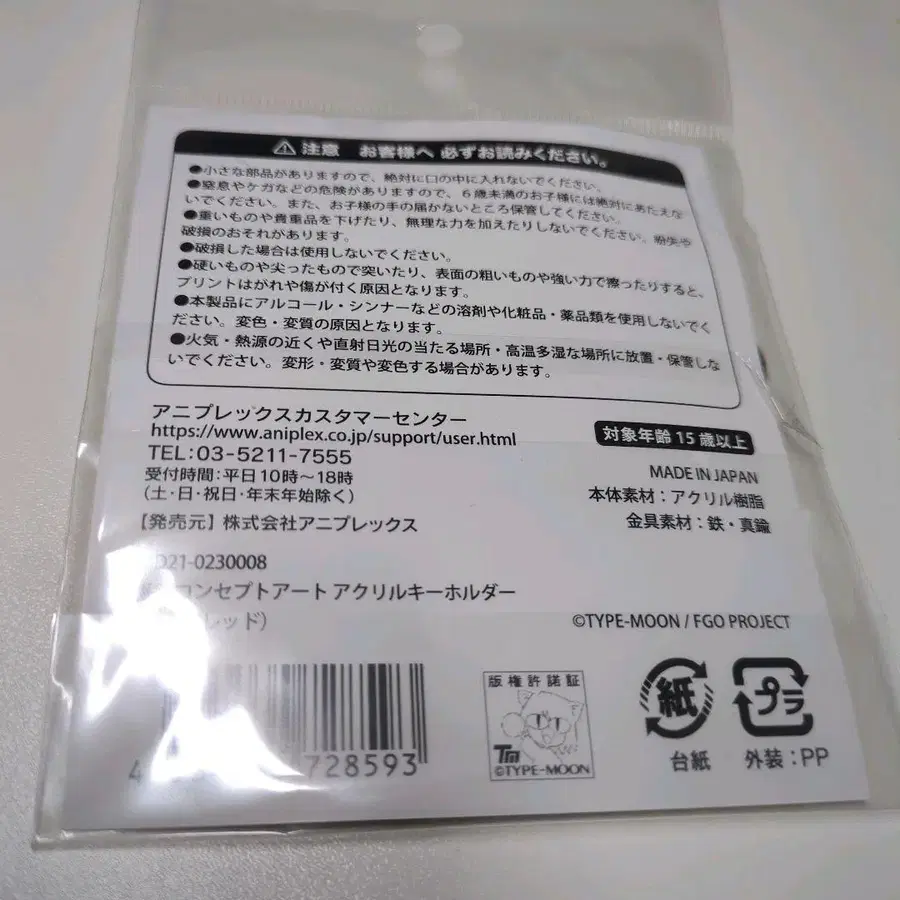 注意 お客様へ 必ずお読みください。
●小さな部品がありますので、絶対に口の中に入れないでください。
●窒息やケガなどの危険がありますので、６歳未満のお子様には絶対にあたえな
いでください。また、お子様の手の届かないところ保管してください。
●重いものや貴重品を下げたり、無理な力を加えたりしないでください。紛失や
破損のおそれがあります。
●破損した場合は使用しないでください。
●硬いものや尖ったもので突いたり、表面の粗いものや強い力で擦ったりすると、
プリントはがれや傷が付く原因となります。
●本製品にアルコール・シンナーなどの溶剤や化粧品・薬品類を使用しないでく
ださい。変色・変質の原因となります。
●火気・熱源の近くや直射日光の当たる場所・高温多湿な場所に放置・保管しな
いでください。変形・変質や変色する場合があります。
アニプレックスカスタマーセンター
https://www.aniplex.co.jp/support/user.html
TEL:03-5211-7555
受付時間:平日10時～18時
（土・日・祝日・年末年始除く）
【発売元】株式会社アニプレックス
対象年齢15歳以上
MADE IN JAPAN
本体素材：アクリル樹脂
金具素材：鉄・真鍮
D21-0230008
コンセプトアート アクリルキーホルダー
レッド）
©TYPE-MOON / FGO PROJECT
4
728593
版権許諾証
TM
©TYPE-MOON
紙
台紙
プラ
外装：PP